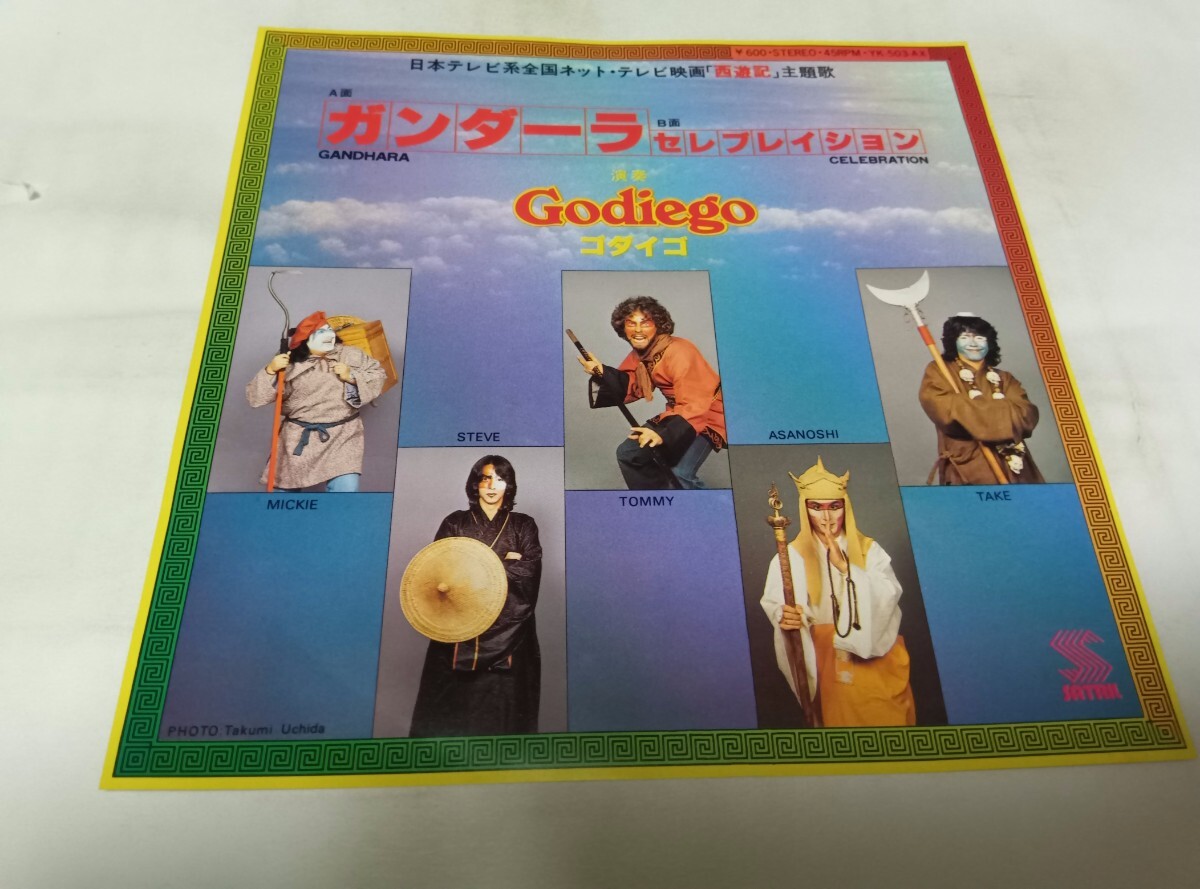 ¥600・STEREO・45RPM・YK-503-AX
日本テレビ系全国ネット・テレビ映画「西遊記」主題歌
A面
ガンダーラ
GANDHARA
B面
セレブレイション
CELEBRATION
演奏
Godiego
ゴダイゴ
MICKIE
STEVE
TOMMY
ASANOSHI
TAKE
SATRIL
PHOTO Takumi Uchida